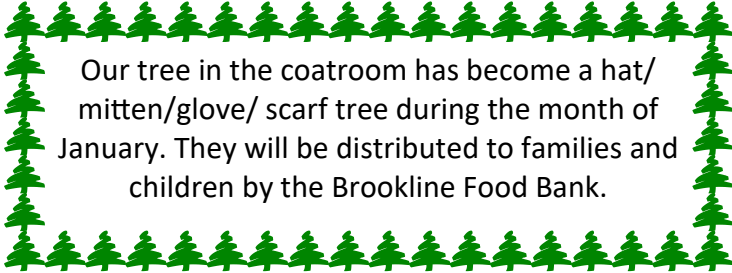 Our tree in the coatroom has become a hat/
mitten/glove/ scarf tree during the month of
January. They will be distributed to families and
children by the Brookline Food Bank.